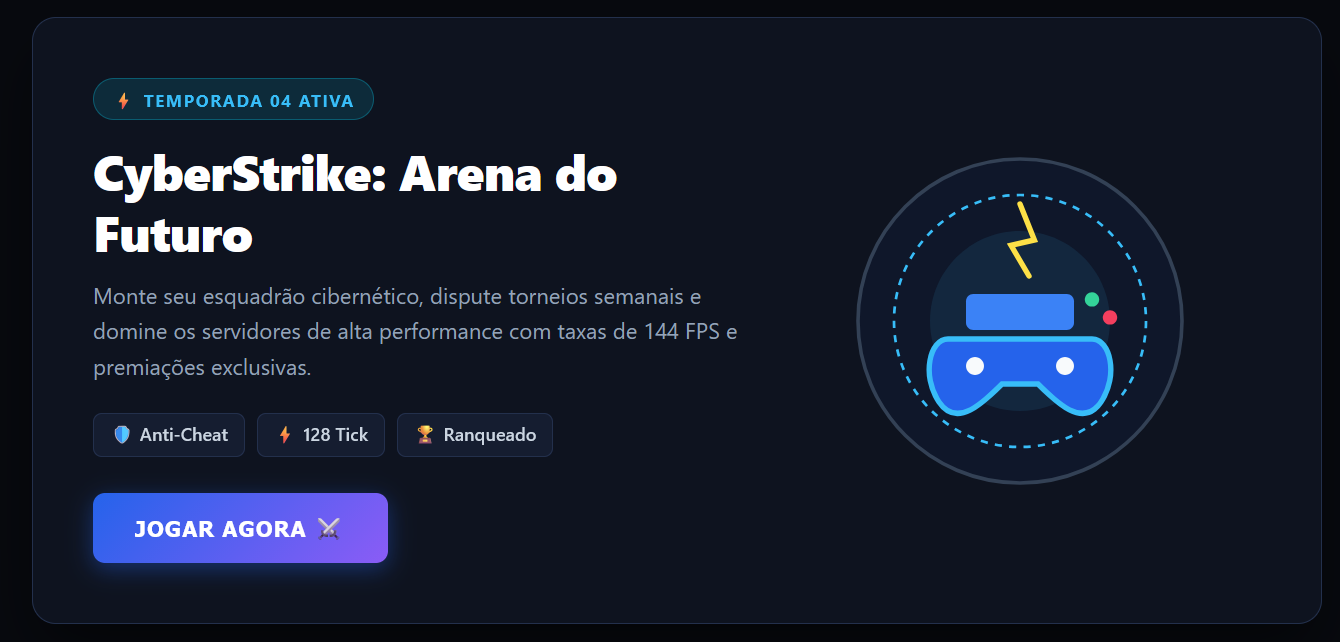 TEMPORADA 04 ATIVA
CyberStrike: Arena do
Futuro
Monte seu esquadrão cibernético, dispute torneios semanais e
domine os servidores de alta performance com taxas de 144 FPS e
premiações exclusivas.
Anti-Cheat
128 Tick
Ranqueado
JOGAR AGORA